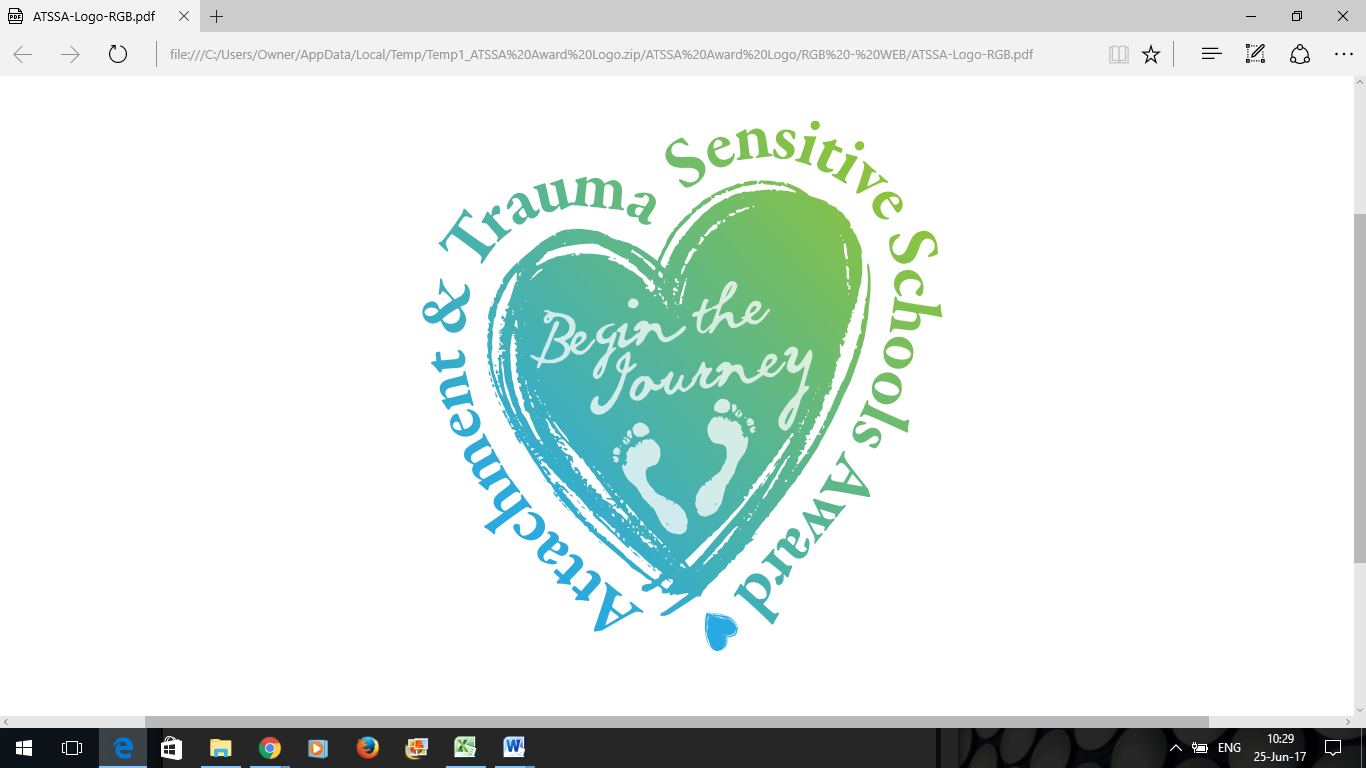 ATSSA-Logo-RGB.pdf
file:///C:/Users/Owner/AppData/Local/Temp/Temp1_ATSSA%20Award%20Logo.zip/ATSSA%20Award%20Logo/RGB%20-%20WEB/ATSSA-Logo-RGB.pdf
Attachment & Trauma Sensitive Schools Award
Begin the
Journey
ENG
10:29
25-Jun-17